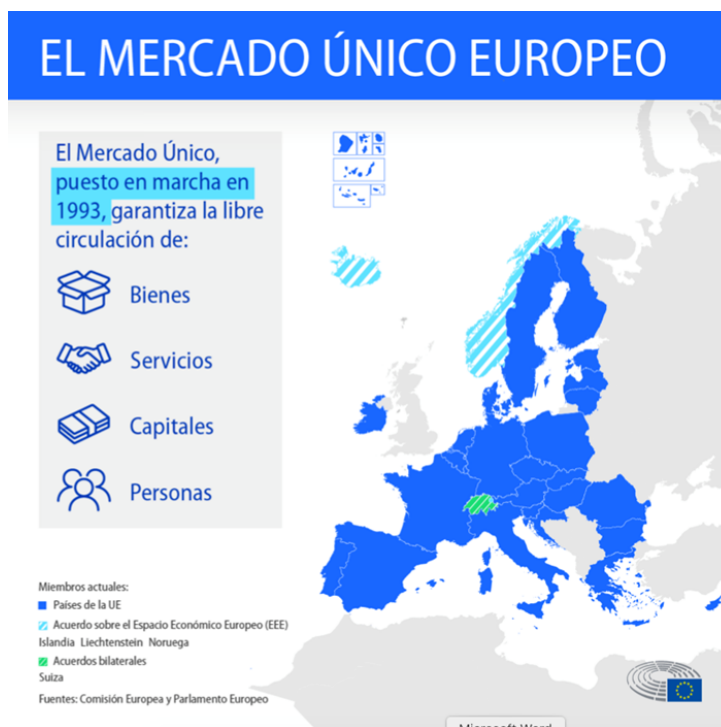 EL MERCADO ÚNICO EUROPEO
El Mercado Único,
puesto en marcha en
1993, garantiza la libre
circulación de:
Bienes
Servicios
Capitales
Personas
Miembros actuales:
Países de la UE
Acuerdo sobre el Espacio Económico Europeo (EEE)
Islandia Liechtenstein Noruega
Acuerdos bilaterales
Suiza
Fuentes: Comisión Europea y Parlamento Europeo
Microsoft Word